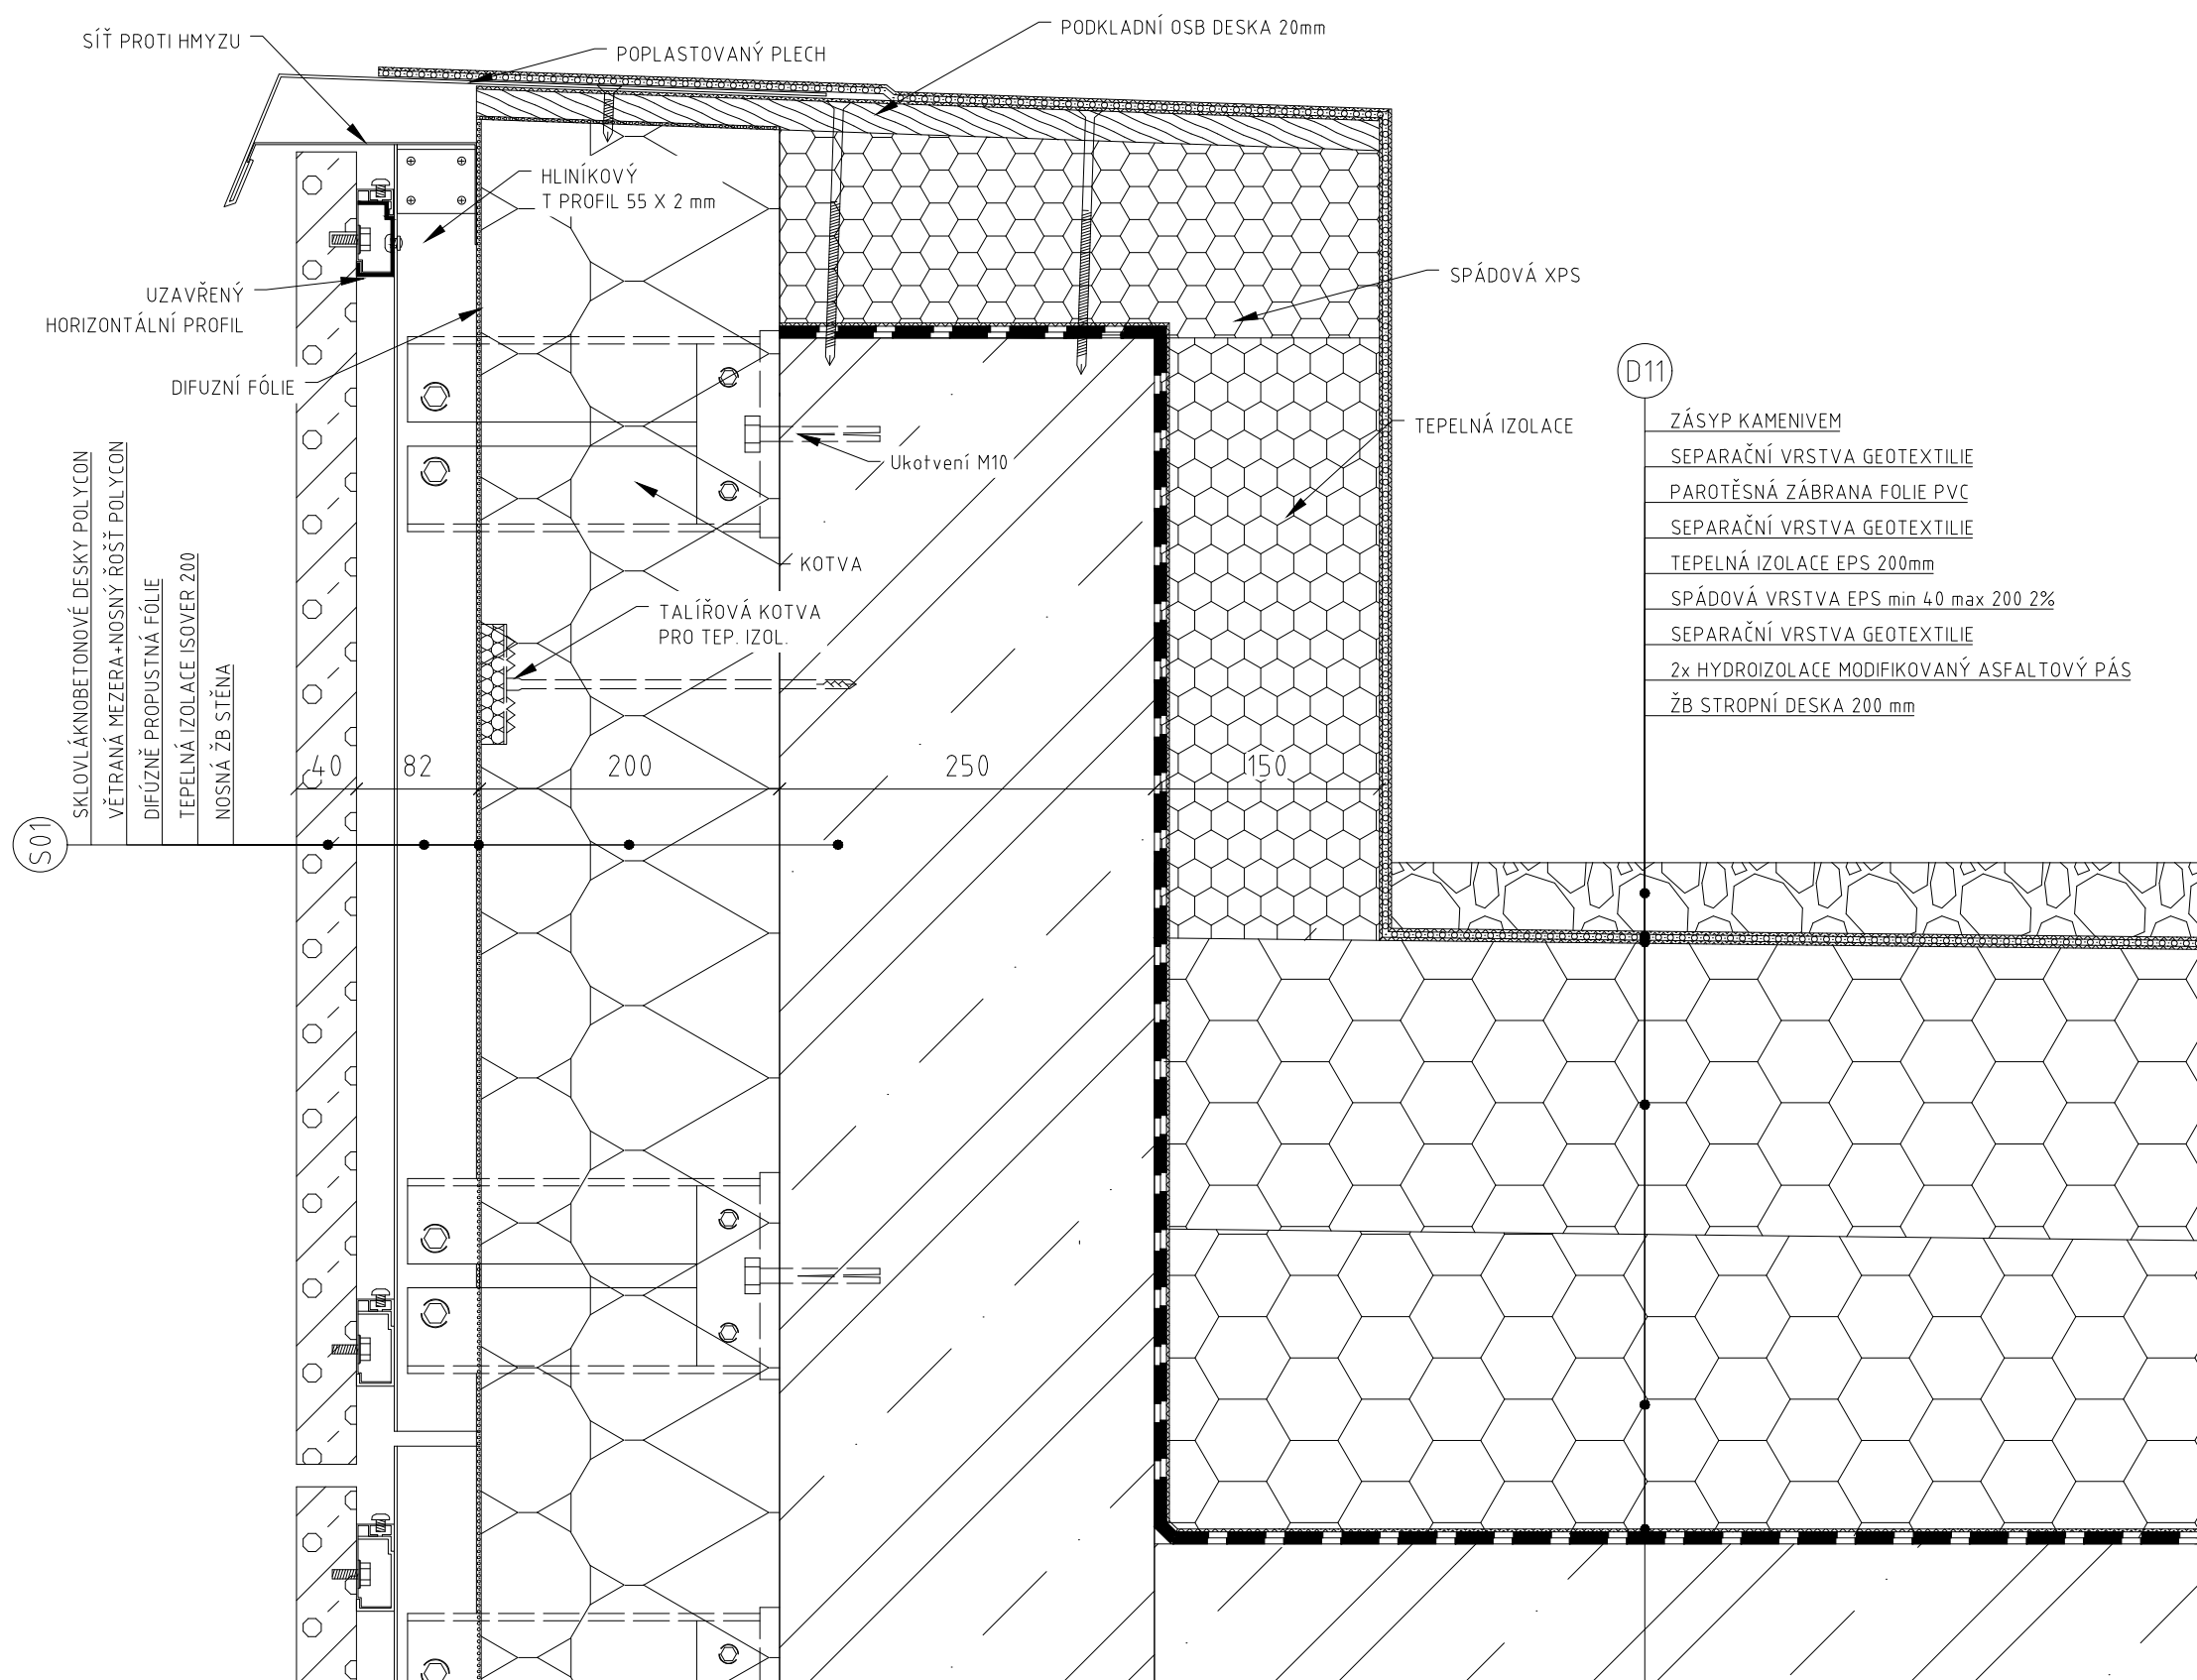 SÍŤ PROTI HMYZU
POPLASTOVANÝ PLECH
PODKLADNÍ OSB DESKA 20mm
HLINÍKOVÝ
T PROFIL 55 X 2 mm
UZAVŘENÝ
HORIZONTÁLNÍ PROFIL
DIFUZNÍ FÓLIE
SPÁDOVÁ XPS
TEPELNÁ IZOLACE
Ukotvení M10
KOTVA
TALÍŘOVÁ KOTVA
PRO TEP. IZOL.
40
82
200
250
150
S01
SKLOVLÁKNOBETONOVÉ DESKY POLYCON
VĚTRANÁ MEZERA+NOSNÝ ROŠT POLYCON
DIFUZNĚ PROPUSTNÁ FÓLIE
TEPELNÁ IZOLACE ISOVER 200
NOSNÁ ŽB STĚNA
D11
ZÁSYP KAMENIVEM
SEPARAČNÍ VRSTVA GEOTEXTILIE
PAROTĚSNÁ ZÁBRANA FOLIE PVC
SEPARAČNÍ VRSTVA GEOTEXTILIE
TEPELNÁ IZOLACE EPS 200mm
SPÁDOVÁ VRSTVA EPS min 40 max 200 2%
SEPARAČNÍ VRSTVA GEOTEXTILIE
2x HYDROIZOLACE MODIFIKOVANÝ ASFALTOVÝ PÁS
ŽB STROPNÍ DESKA 200 mm